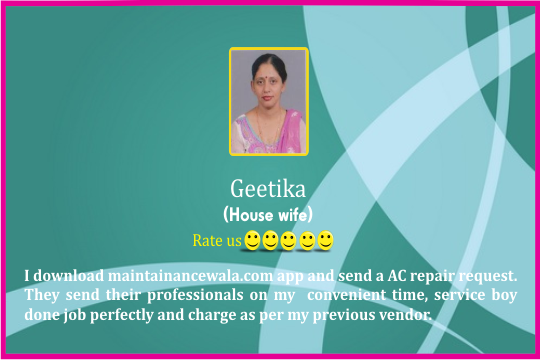 Geetika
(House wife)
Rate us
I download maintainancewala.com app and send a AC repair request.
They send their professionals on my convenient time, service boy
done job perfectly and charge as per my previous vendor.